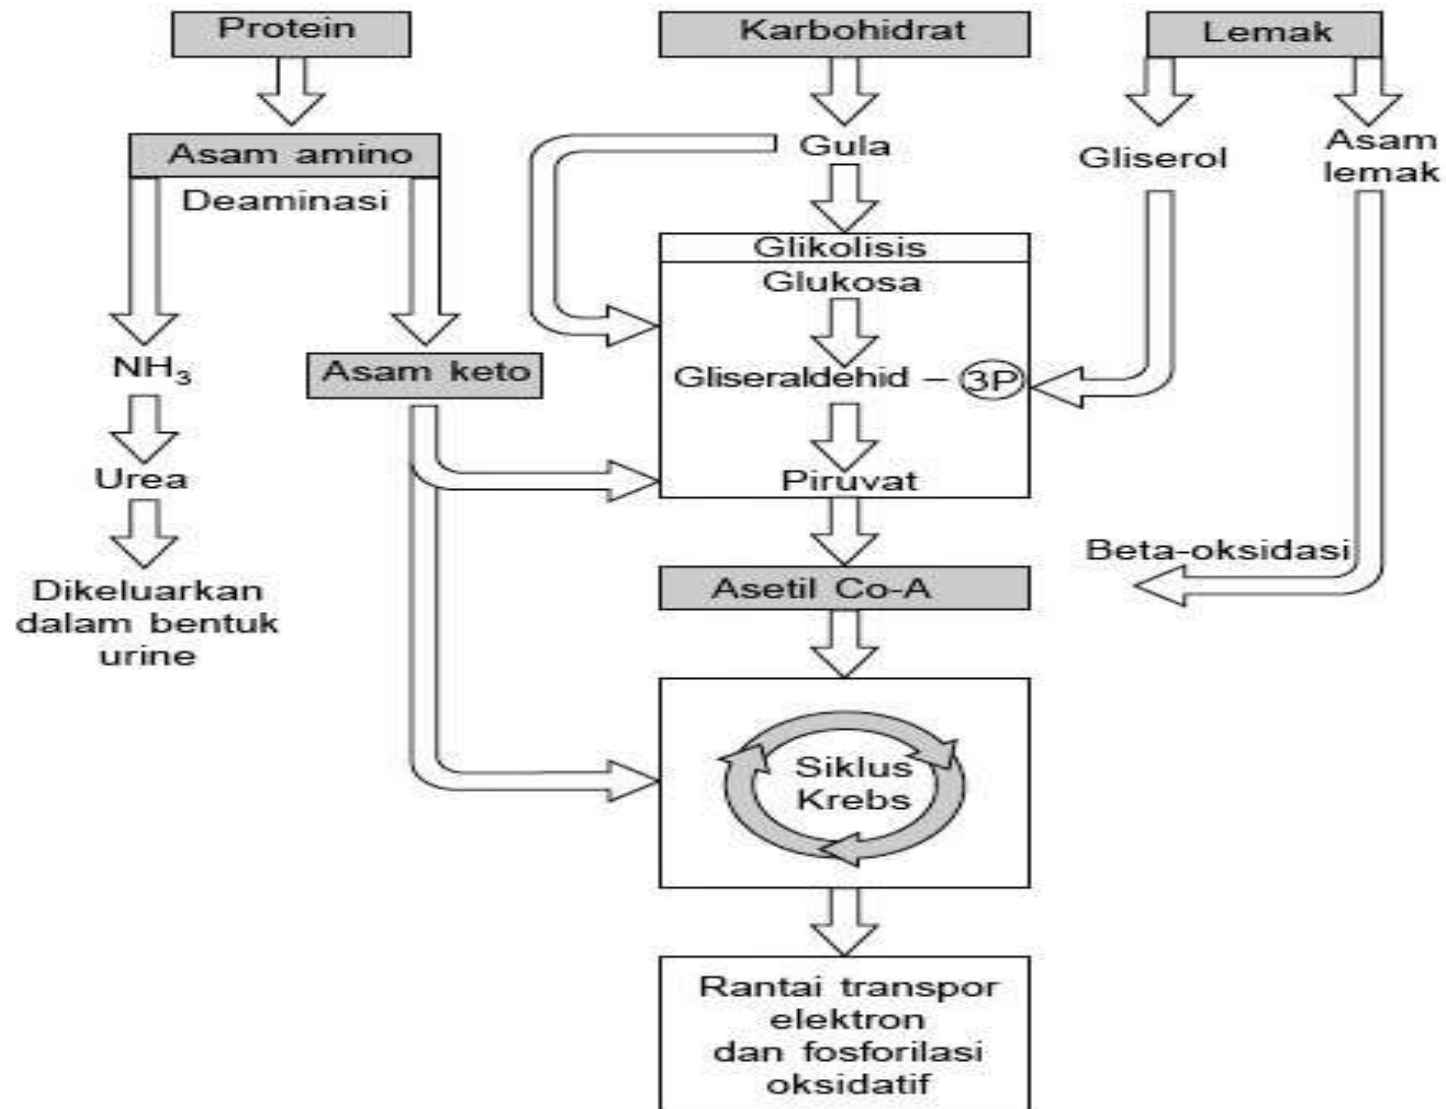 Protein
Karbohidrat
Lemak
Asam amino
Deaminasi
Gula
Gliserol
Asam
lemak
Glikolisis
Glukosa
NH₃
Asam keto
Gliseraldehid – 3P
Urea
Piruvat
Beta-oksidasi
Dikeluarkan
dalam bentuk
urine
Asetil Co-A
Siklus
Krebs
Rantai transpor
elektron
dan fosforilasi
oksidatif